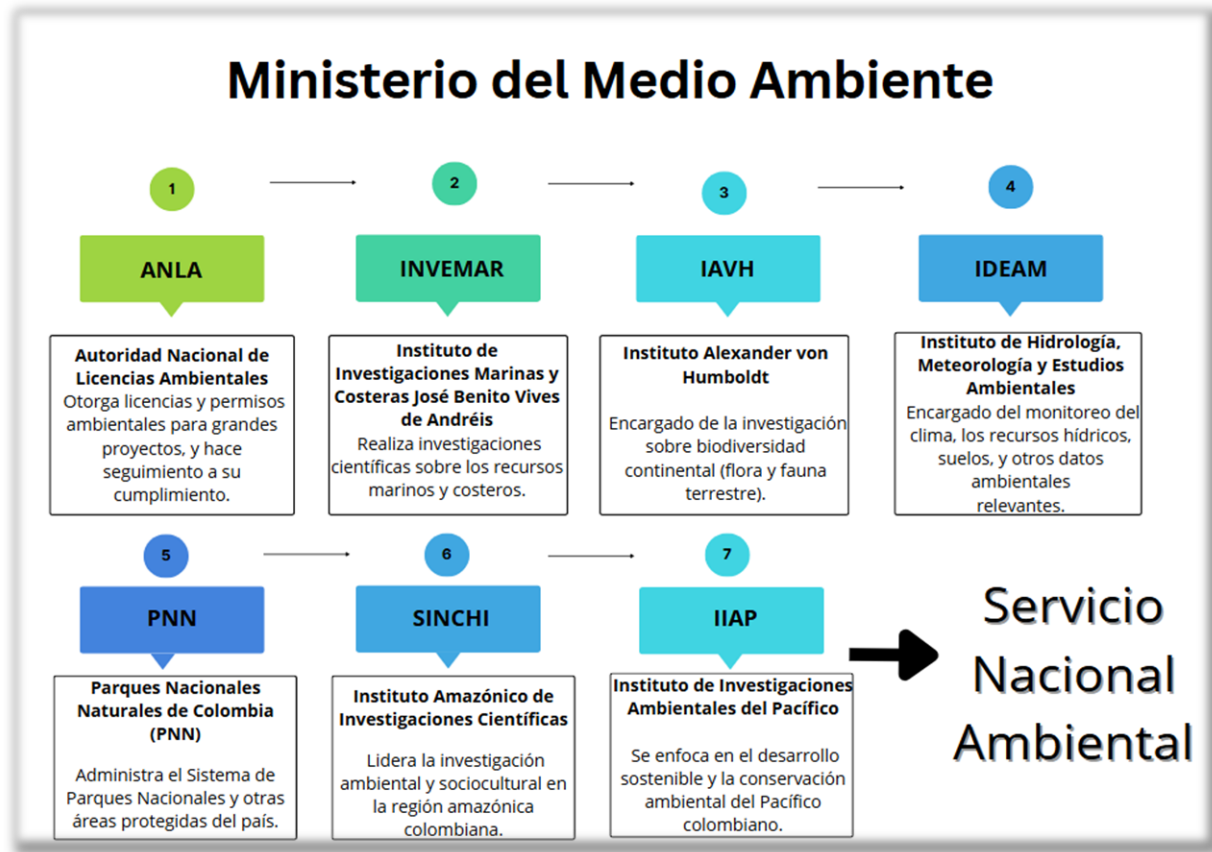 Ministerio del Medio Ambiente
1
2
3
4
ANLA
INVEMAR
IAVH
IDEAM
Autoridad Nacional de
Licencias Ambientales
Otorga licencias y permisos
ambientales para grandes
proyectos, y hace
seguimiento a su
cumplimiento.
Instituto de
Investigaciones Marinas y
Costeras José Benito Vives
de Andréis
Realiza investigaciones
científicas sobre los recursos
marinos y costeros.
Instituto Alexander von
Humboldt
Encargado de la investigación
sobre biodiversidad
continental (flora y fauna
terrestre).
Instituto de Hidrología,
Meteorología y Estudios
Ambientales
Encargado del monitoreo del
clima, los recursos hídricos,
suelos, y otros datos
ambientales
relevantes.
5
6
7
PNN
SINCHI
IIAP
Parques Nacionales
Naturales de Colombia
(PNN)
Administra el Sistema de
Parques Nacionales y otras
áreas protegidas del país.
Instituto Amazónico de
Investigaciones Científicas
Lidera la investigación
ambiental y sociocultural en
la región amazónica
colombiana.
Instituto de Investigaciones
Ambientales del Pacífico
Se enfoca en el desarrollo
sostenible y la conservación
ambiental del Pacífico
colombiano.
Servicio
Nacional
Ambiental